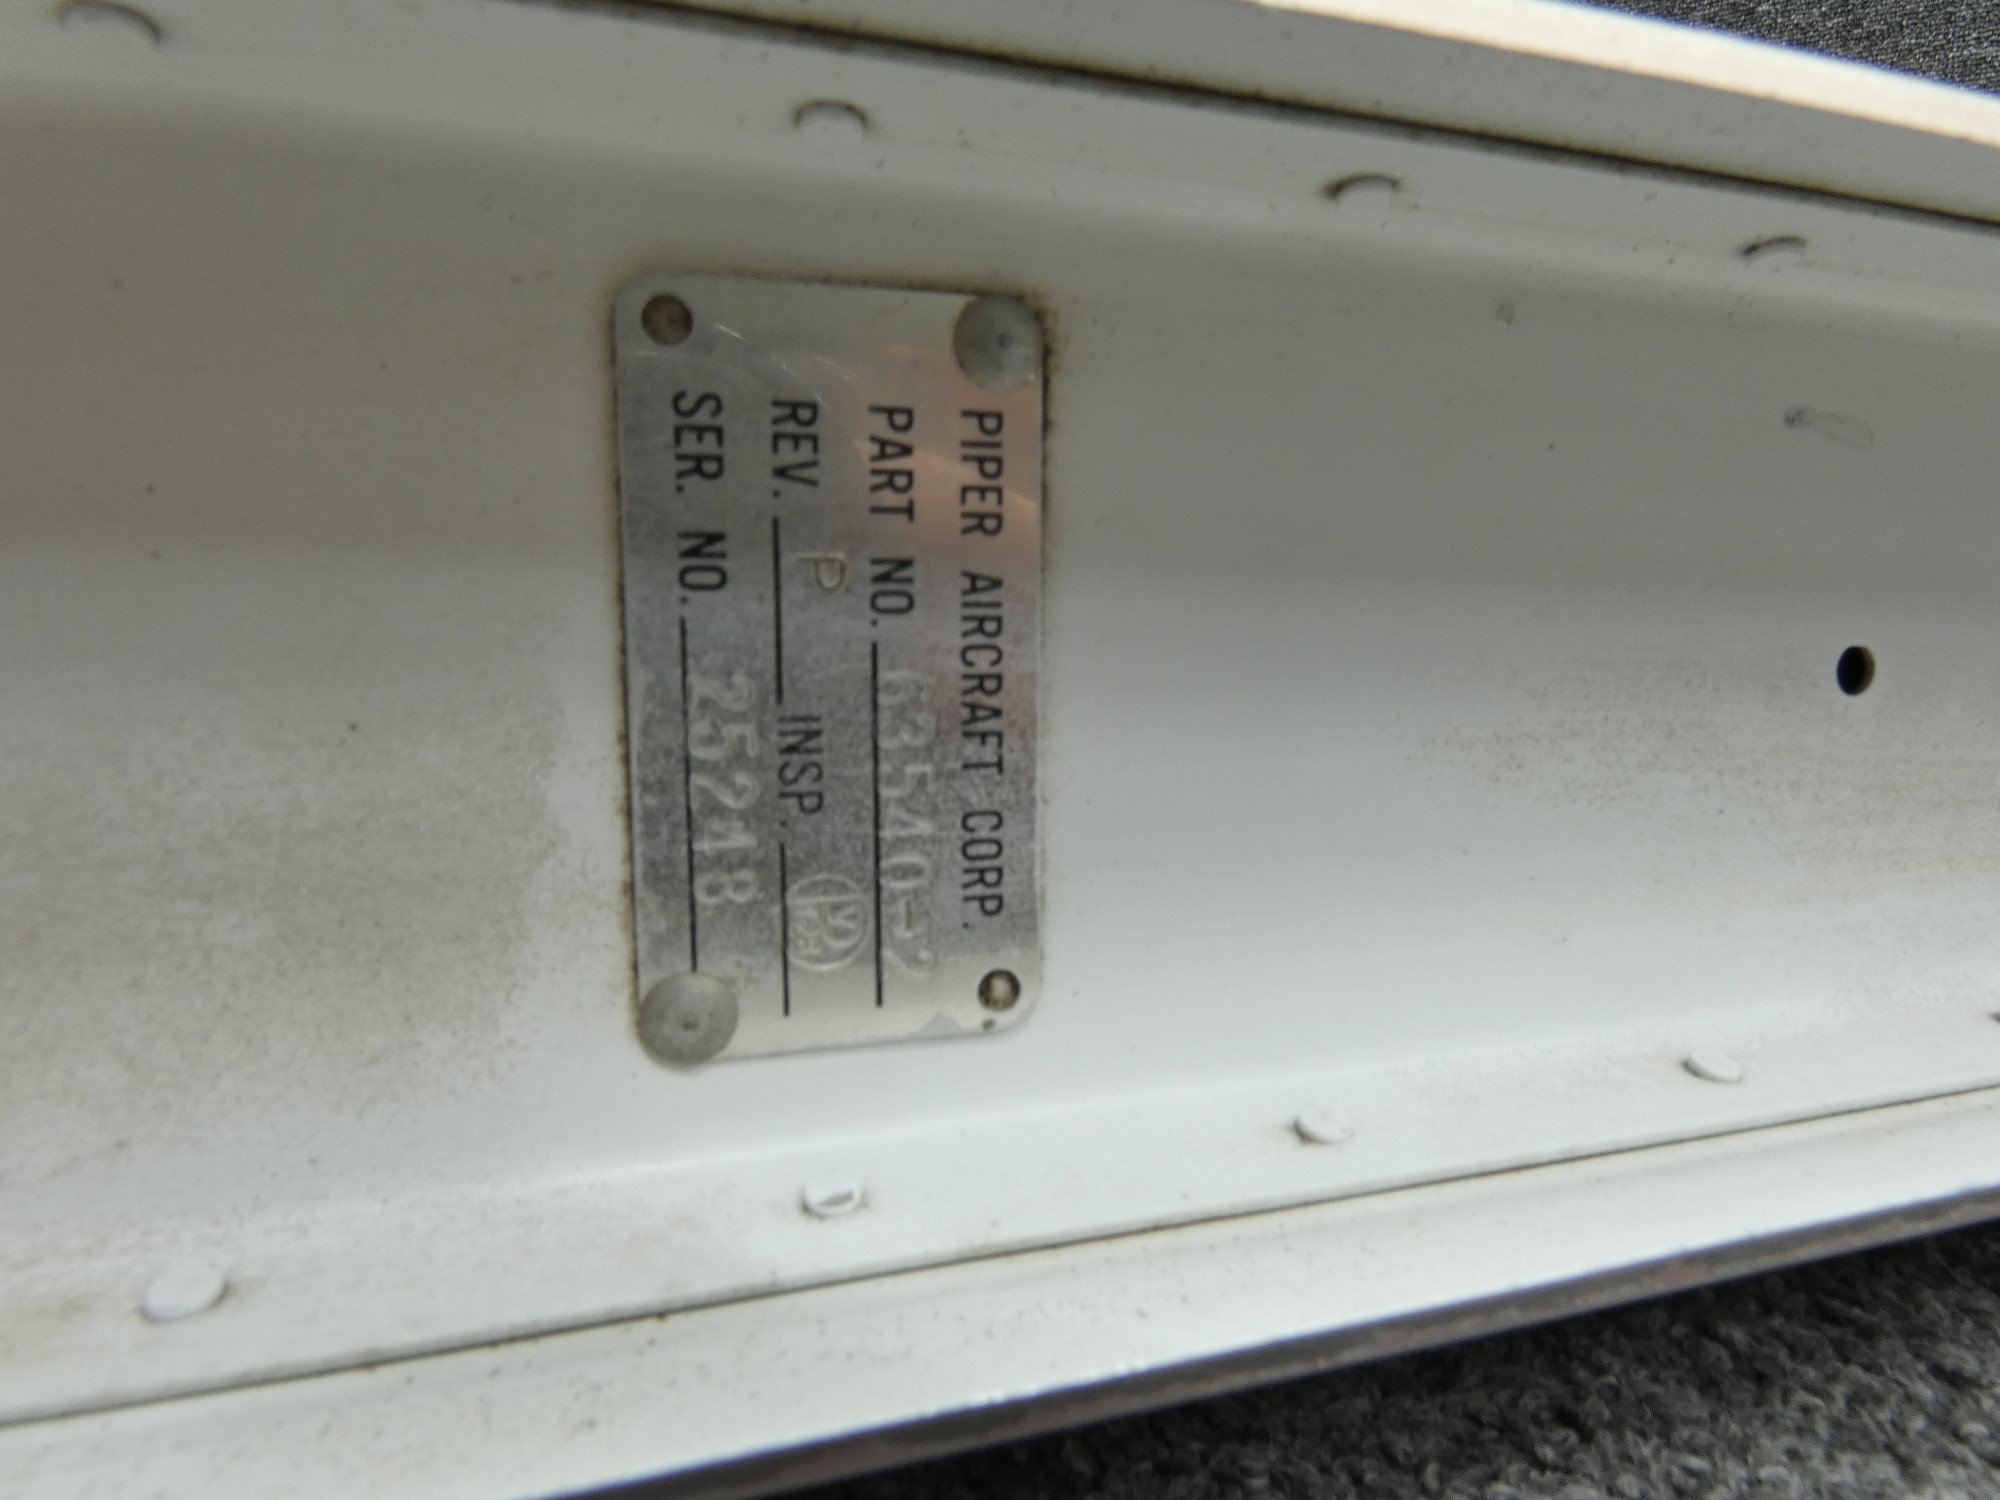 PIPER AIRCRAFT CORP.
PART NO. 63540-2
REV. P INSP.
SER. NO. 25248